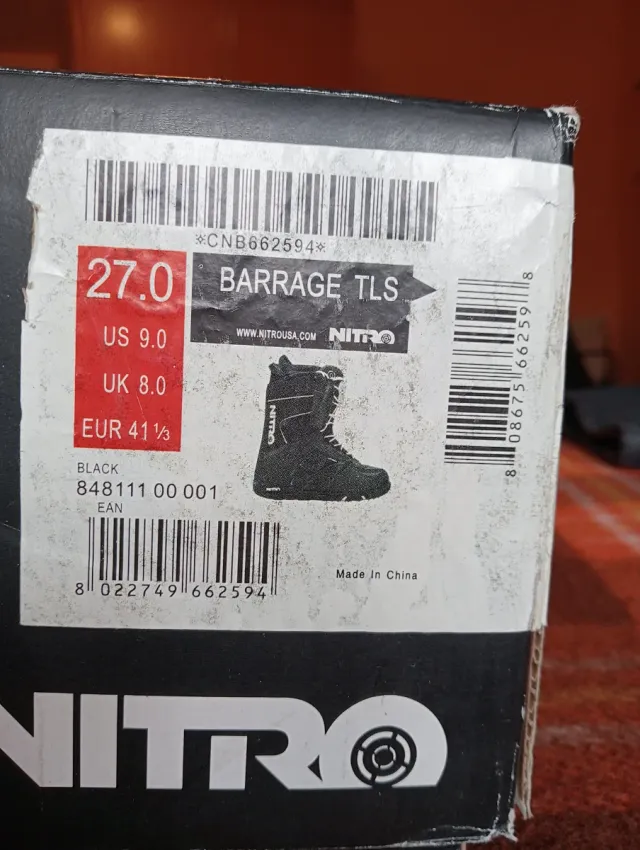 *CNB662594*
27.0
US 9.0
UK 8.0
EUR 41 1/3
BARRAGE TLS
WWW.NITROUSA.COM NITRO
NITRO
BLACK
848111 00 001
EAN
8 022749 662594
Made In China
8 08675 66259 8
NITRO